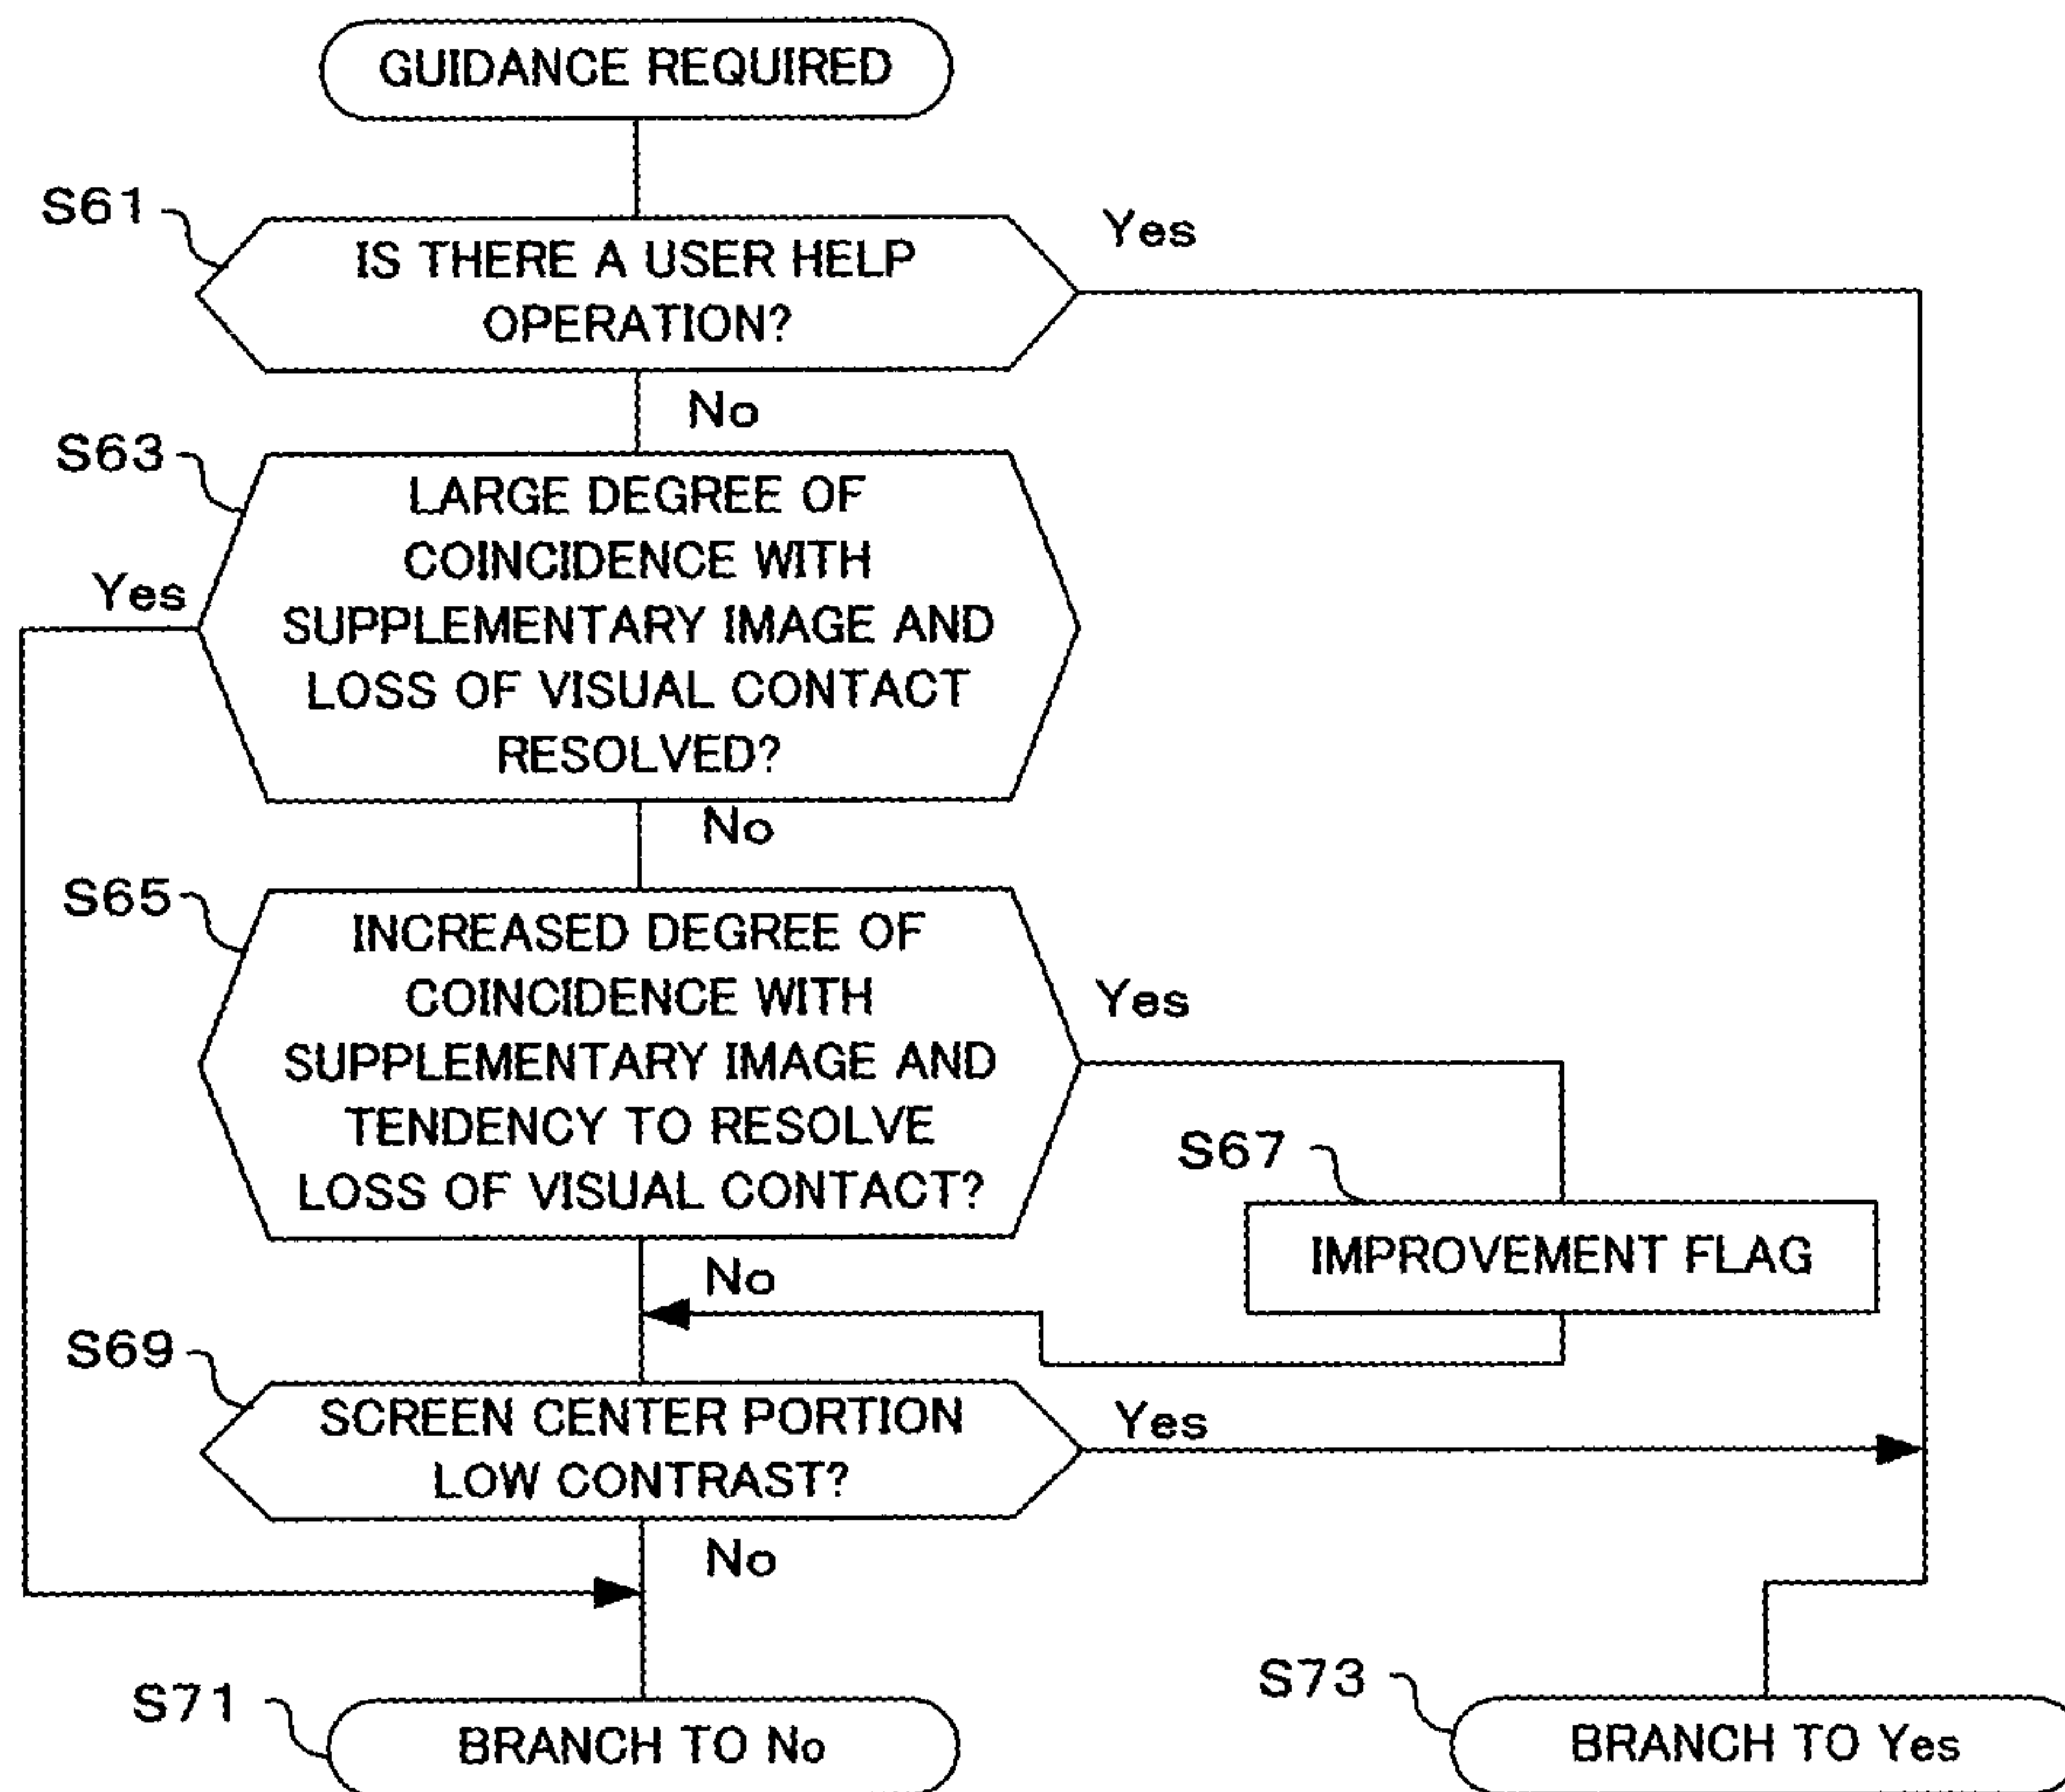 GUIDANCE REQUIRED
S61
Yes
IS THERE A USER HELP
OPERATION?
No
S63
LARGE DEGREE OF
COINCIDENCE WITH
SUPPLEMENTARY IMAGE AND
LOSS OF VISUAL CONTACT
RESOLVED?
Yes
No
S65
INCREASED DEGREE OF
COINCIDENCE WITH
SUPPLEMENTARY IMAGE AND
TENDENCY TO RESOLVE
LOSS OF VISUAL CONTACT?
Yes
S67
IMPROVEMENT FLAG
No
S69
SCREEN CENTER PORTION
LOW CONTRAST?
Yes
No
S71
BRANCH TO No
S73
BRANCH TO Yes